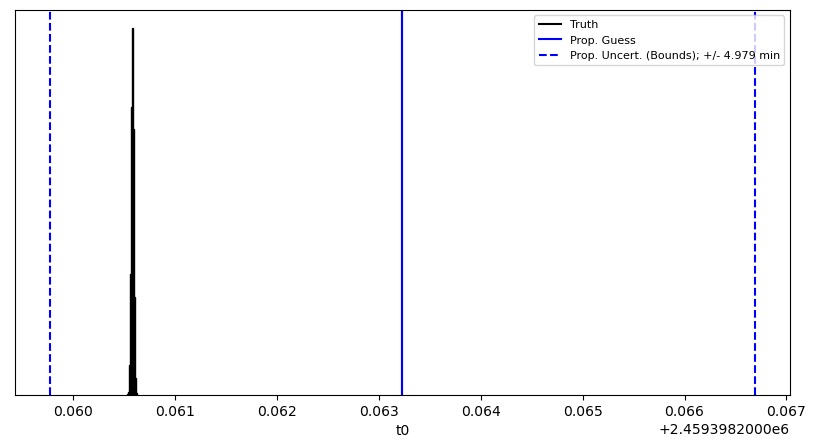 Truth
Prop. Guess
Prop. Uncert. (Bounds); +/- 4.979 min
0.060 0.061 0.062 0.063 0.064 0.065 0.066 0.067
t0
+2.4593982000e6